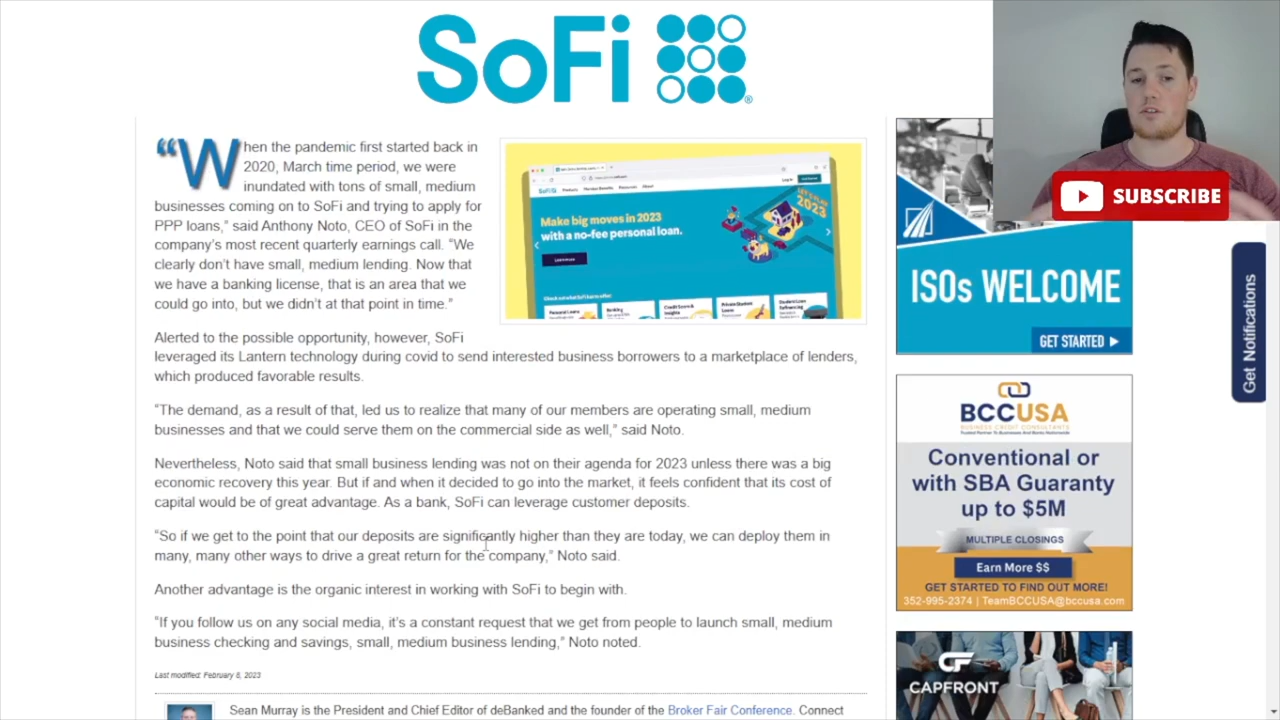 SoFi
“When the pandemic first started back in
2020, March time period, we were
inundated with tons of small, medium
businesses coming on to SoFi and trying to apply for
PPP loans,” said Anthony Noto, CEO of SoFi in the
company’s most recent quarterly earnings call. “We
clearly don’t have small, medium lending. Now that
we have a banking license, that is an area that we
could go into, but we didn’t at that point in time.”
Alerted to the possible opportunity, however, SoFi
leveraged its Lantern technology during covid to send interested business borrowers to a marketplace of lenders,
which produced favorable results.
“The demand, as a result of that, led us to realize that many of our members are operating small, medium
businesses and that we could serve them on the commercial side as well,” said Noto.
Nevertheless, Noto said that small business lending was not on their agenda for 2023 unless there was a big
economic recovery this year. But if and when it decided to go into the market, it feels confident that its cost of
capital would be of great advantage. As a bank, SoFi can leverage customer deposits.
“So if we get to the point that our deposits are significantly higher than they are today, we can deploy them in
many, many other ways to drive a great return for the company,” Noto said.
Another advantage is the organic interest in working with SoFi to begin with.
“If you follow us on any social media, it’s a constant request that we get from people to launch small, medium
business checking and savings, small, medium business lending,” Noto noted.
Last modified: February 8, 2023
Sean Murray is the President and Chief Editor of deBanked and the founder of the Broker Fair Conference. Connect
Make big moves in 2023
with a no-fee personal loan.
2023
SUBSCRIBE
ISOs WELCOME
GET STARTED
Get Notifications
BCCUSA
BUSINESS CREDIT CONSULTANTS
Conventional or
with SBA Guaranty
up to $5M
MULTIPLE CLOSINGS
Earn More $$
GET STARTED TO FIND OUT MORE!
352-995-2374 | TeamBCCUSA@bccusa.com
CF
CAPFRONT